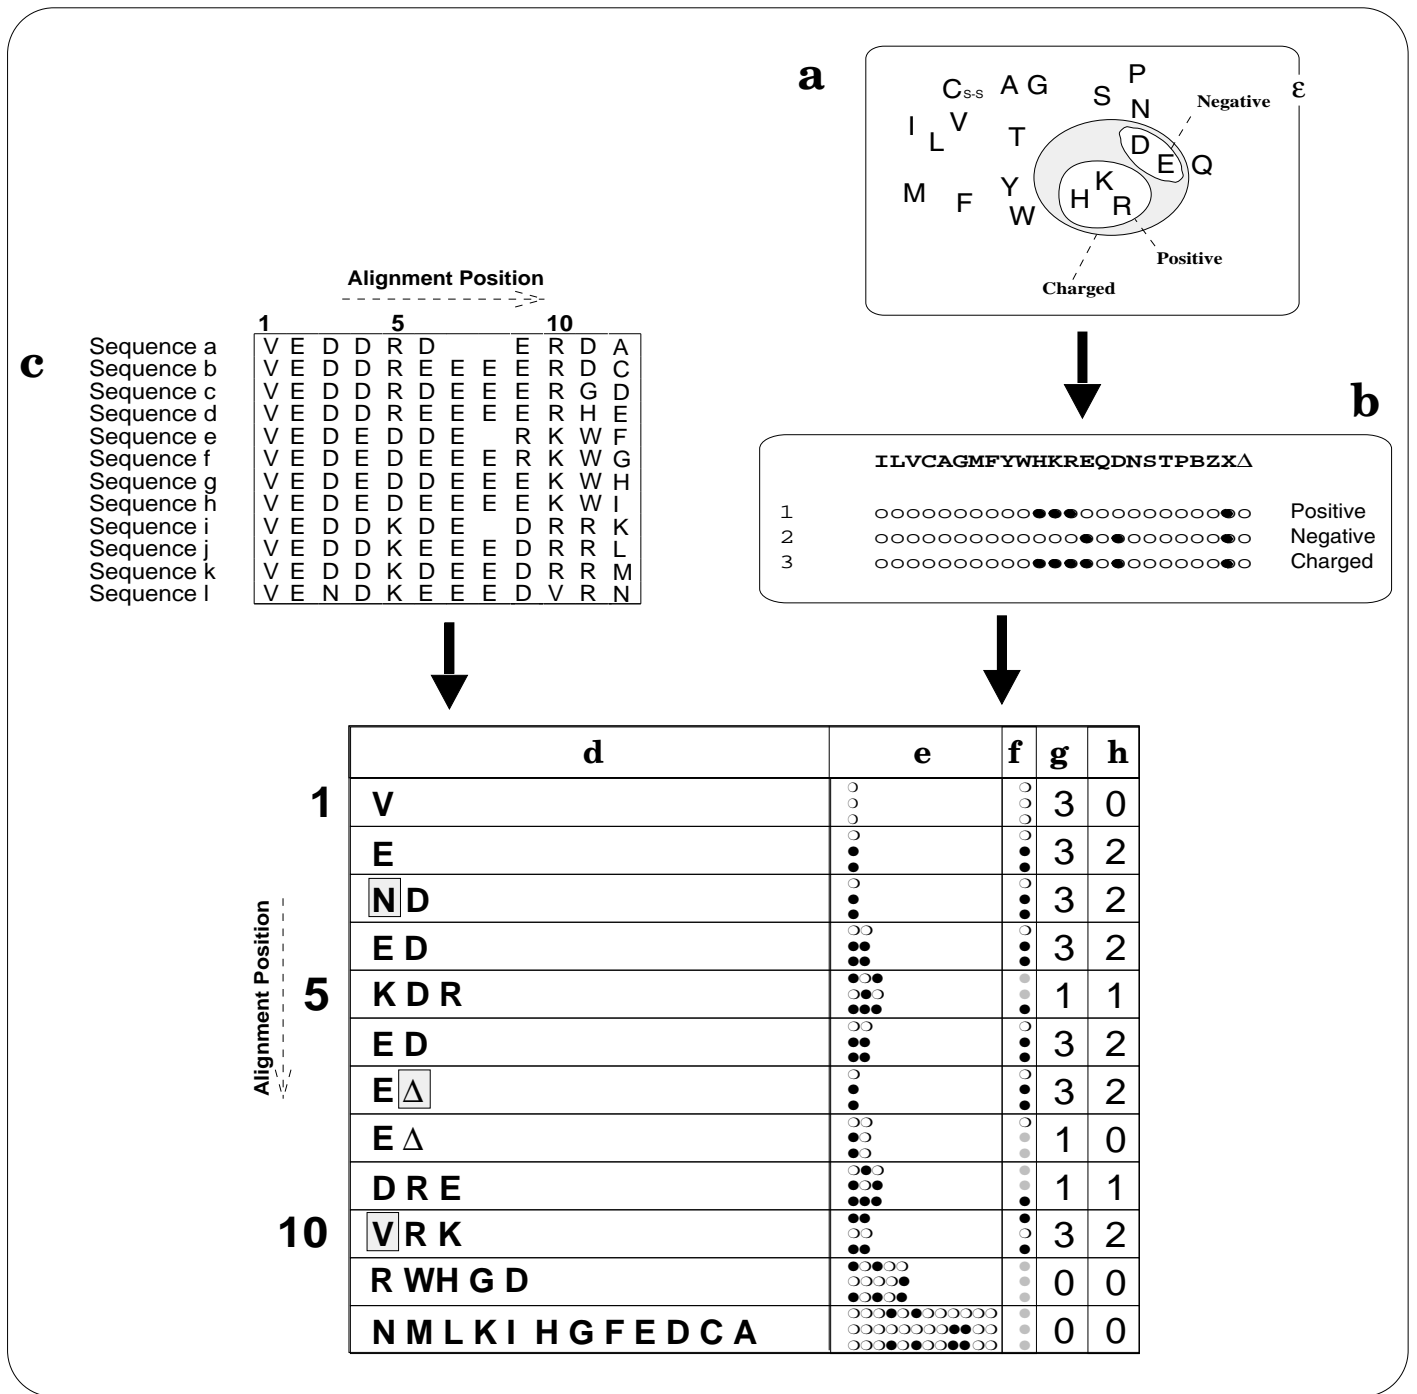 a
C S-S A G S P
N Negative ε
I L V T D E Q
M F Y W H K R
Positive
Charged
Alignment Position
1 5 10
c
Sequence a V E D D R D E R D A
Sequence b V E D D R E E E E R D C
Sequence c V E D D R D E E E R G D
Sequence d V E D D R E E E E R H E
Sequence e V E D E D D E R K W F
Sequence f V E D E D E E E R K W G
Sequence g V E D E D D E E E K W H
Sequence h V E D E D E E E E K W I
Sequence i V E D D K D E D R R K
Sequence j V E D D K E E E D R R L
Sequence k V E D D K D E E D R R M
Sequence l V E N D K E E E D V R N
b
ILVCAGMFYWHKREQDNSTPBZXΔ
1 Positive
2 Negative
3 Charged
d e f g h
1 V 3 0
E 3 2
N D 3 2
E D 3 2
5 K D R 1 1
E D 3 2
E Δ 3 2
E Δ 1 0
D R E 1 1
10 V R K 3 2
R W H G D 0 0
N M L K I H G F E D C A 0 0
Alignment Position